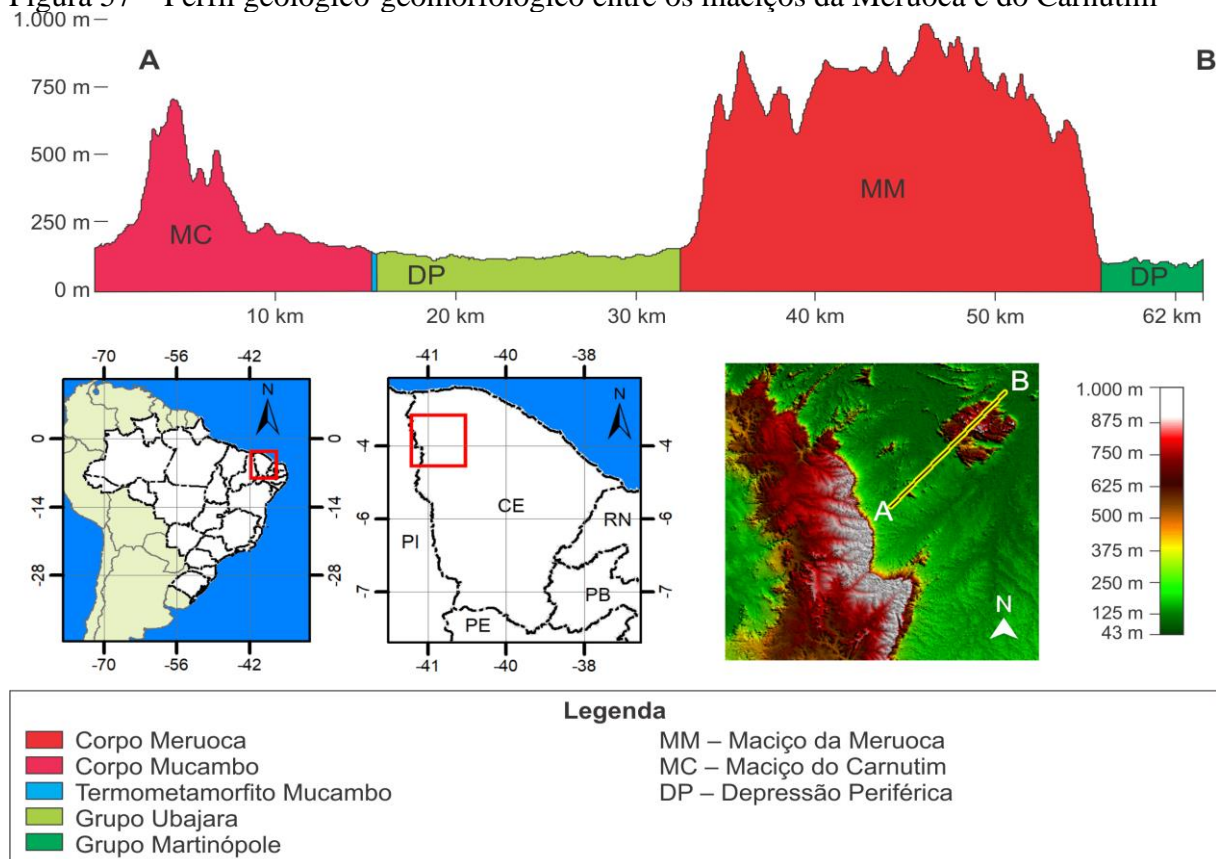 Figura 37 – Perfil geológico-geomorfológico entre os maciços da Meruoca e do Carnutim
1.000 m
A
B
750 m
500 m
MM
250 m
MC
DP
DP
0 m
10 km
20 km
30 km
40 km
50 km
62 km
-70
-56
-42
N
0
0
-14
-14
-28
-28
-70
-56
-42
-41
-40
-38
N
4
4
CE
RN
-6
-6
PI
PB
-7
-7
PE
-41
-40
-38
B
A
N
1.000 m
875 m
750 m
625 m
500 m
375 m
250 m
125 m
43 m
Legenda
Corpo Meruoca
MM – Maciço da Meruoca
Corpo Mucambo
MC – Maciço do Carnutim
Termometamorfito Mucambo
DP – Depressão Periférica
Grupo Ubajara
Grupo Martinópole